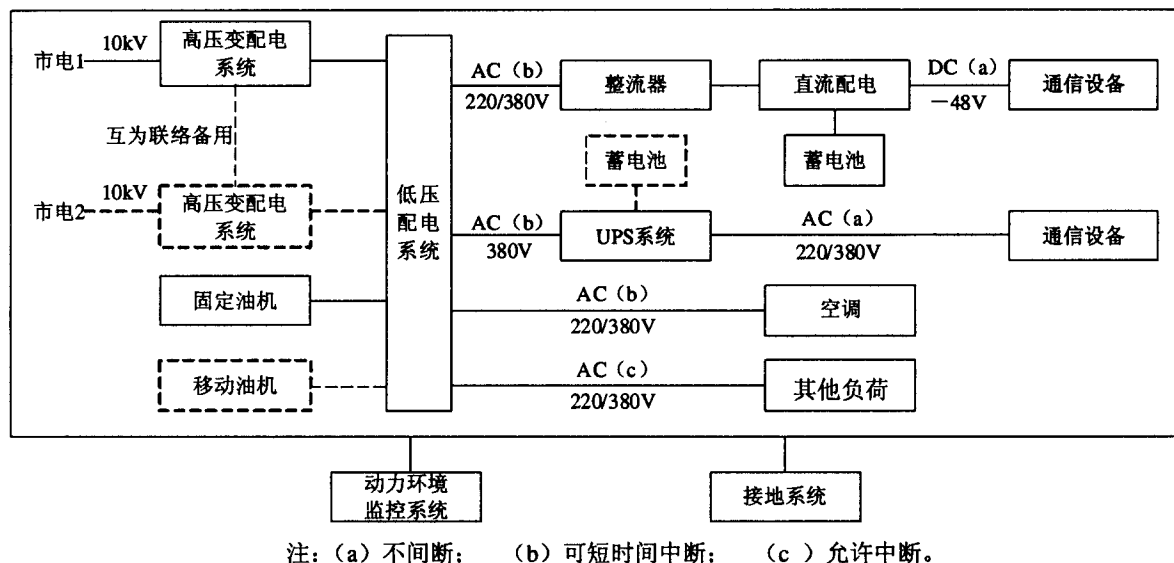 市电1
10kV
高压变配电
系统
互为联络备用
市电2
10kV
高压变配电
系统
固定油机
移动油机
低压
配电
系统
AC（b）
220/380V
整流器
直流配电
DC（a）
－48V
通信设备
蓄电池
蓄电池
AC（b）
380V
UPS系统
AC（a）
220/380V
通信设备
AC（b）
220/380V
空调
AC（c）
220/380V
其他负荷
动力环境
监控系统
接地系统
注:（a）不间断; （b）可短时间中断; （c ）允许中断。